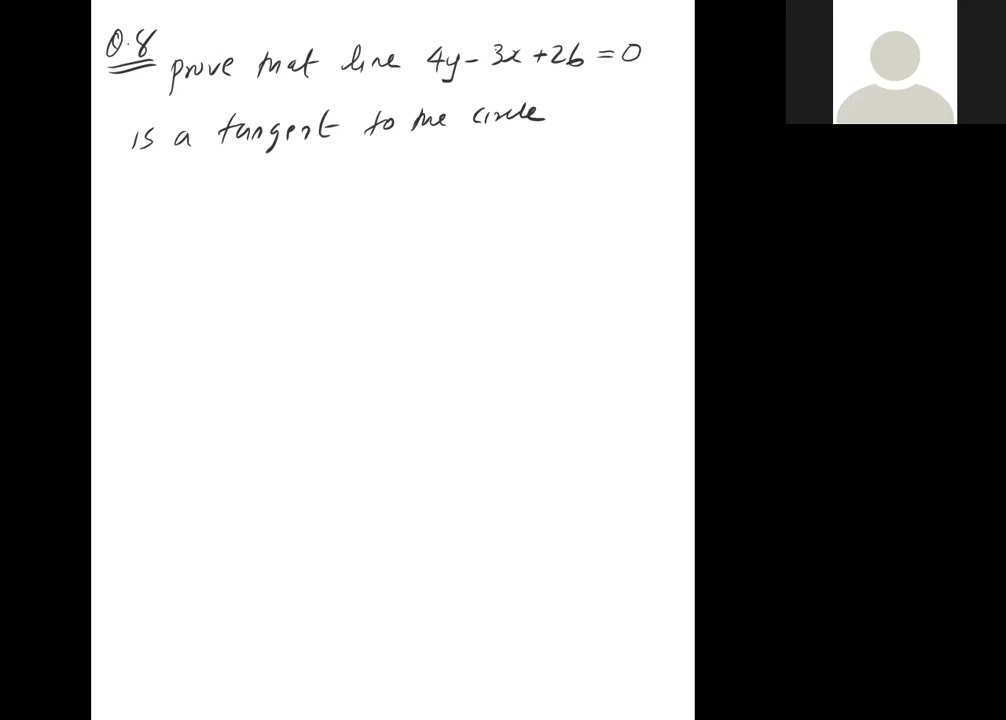 Q.8
prove that line 4y - 3x + 26 = 0
is a tangent to the circle